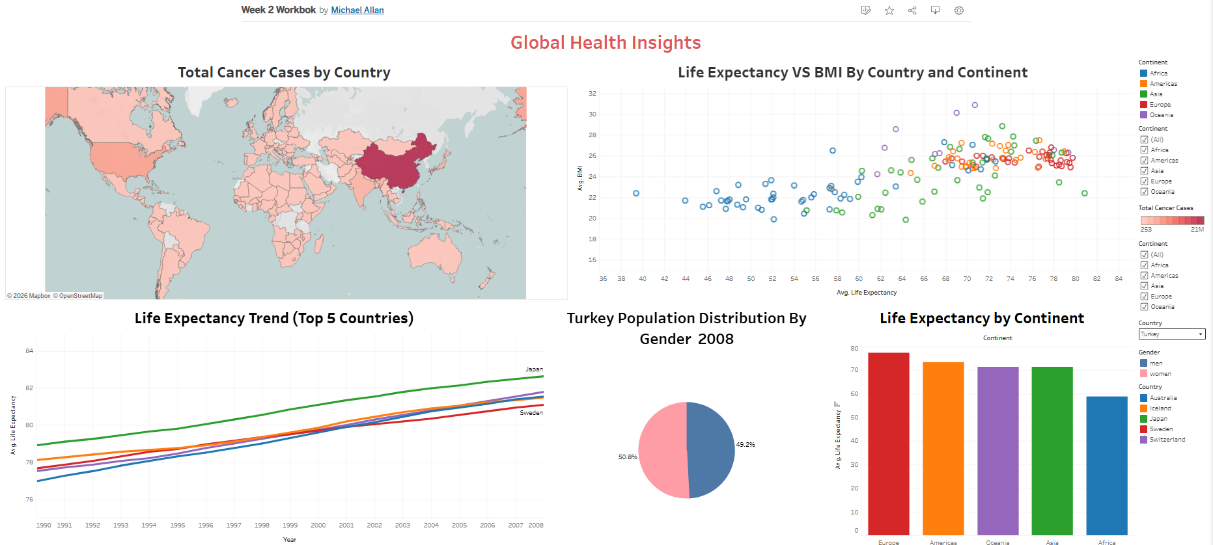 Week 2 Workbok by Michael Allan
Global Health Insights
Total Cancer Cases by Country
© 2026 Mapbox © OpenStreetMap
Life Expectancy VS BMI By Country and Continent
Avg. BMI
32
30
28
26
25
24
22
20
18
16
36 38 40 42 44 46 48 50 52 54 56 58 60 62 64 66 68 70 72 74 76 78 80 82 84
Avg. Life Expectancy
Continent
Africa
Americas
Asia
Europe
Oceania
Continent
(All)
Africa
Americas
Asia
Europe
Oceania
Total Cancer Cases
253 21M
Continent
(All)
Africa
Americas
Asia
Europe
Oceania
Country
Turkey
Gender
men
women
Country
Australia
Iceland
Japan
Sweden
Switzerland
Life Expectancy Trend (Top 5 Countries)
Avg. Life Expectancy
84
82
80
78
76
Japan
Sweden
1990 1991 1992 1993 1994 1995 1996 1997 1998 1999 2000 2001 2002 2003 2004 2005 2006 2007 2008
Year
Turkey Population Distribution By
Gender 2008
50.8%
49.2%
Life Expectancy by Continent
Continent
Avg. Life Expectancy
80
70
60
50
40
30
20
10
0
Europe Americas Oceania Asia Africa